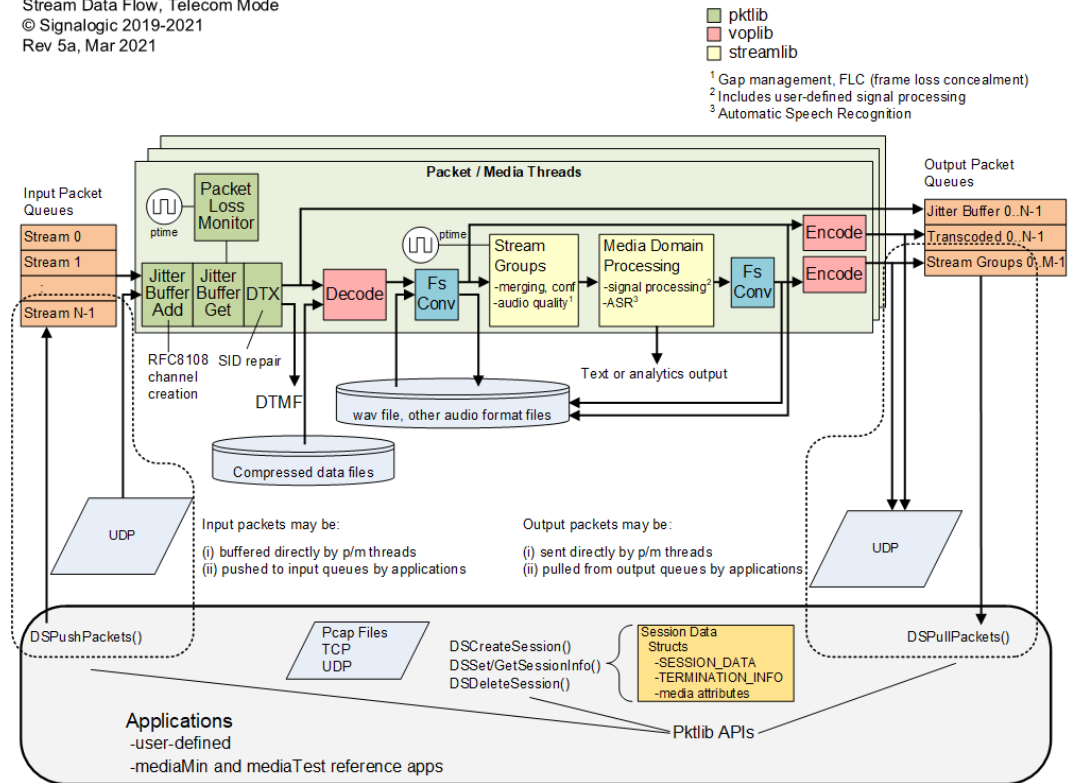 Stream Data Flow, Telecom Mode
© Signalogic 2019-2021
Rev 5a, Mar 2021
pktlib
voplib
streamlib
1 Gap management, FLC (frame loss concealment)
2 Includes user-defined signal processing
3 Automatic Speech Recognition
Packet / Media Threads
Input Packet
Queues
Stream 0
Stream 1
:
Stream N-1
ptime
Packet
Loss
Monitor
Jitter
Buffer
Add
Jitter
Buffer
Get
DTX
RFC8108
channel
creation
SID repair
DTMF
Decode
Fs
Conv
ptime
Stream
Groups
-merging, conf
-audio quality1
Media Domain
Processing
-signal processing2
-ASR3
Fs
Conv
Encode
Encode
Output Packet
Queues
Jitter Buffer 0..N-1
Transcoded 0..N-1
Stream Groups 0..M-1
Text or analytics output
wav file, other audio format files
Compressed data files
UDP
Input packets may be:
(i) buffered directly by p/m threads
(ii) pushed to input queues by applications
Output packets may be:
(i) sent directly by p/m threads
(ii) pulled from output queues by applications
UDP
DSPushPackets()
Pcap Files
TCP
UDP
DSCreateSession()
DSSet/GetSessionInfo()
DSDeleteSession()
Session Data
Structs
-SESSION_DATA
-TERMINATION_INFO
-media attributes
DSPullPackets()
Pktlib APIs
Applications
-user-defined
-mediaMin and mediaTest reference apps